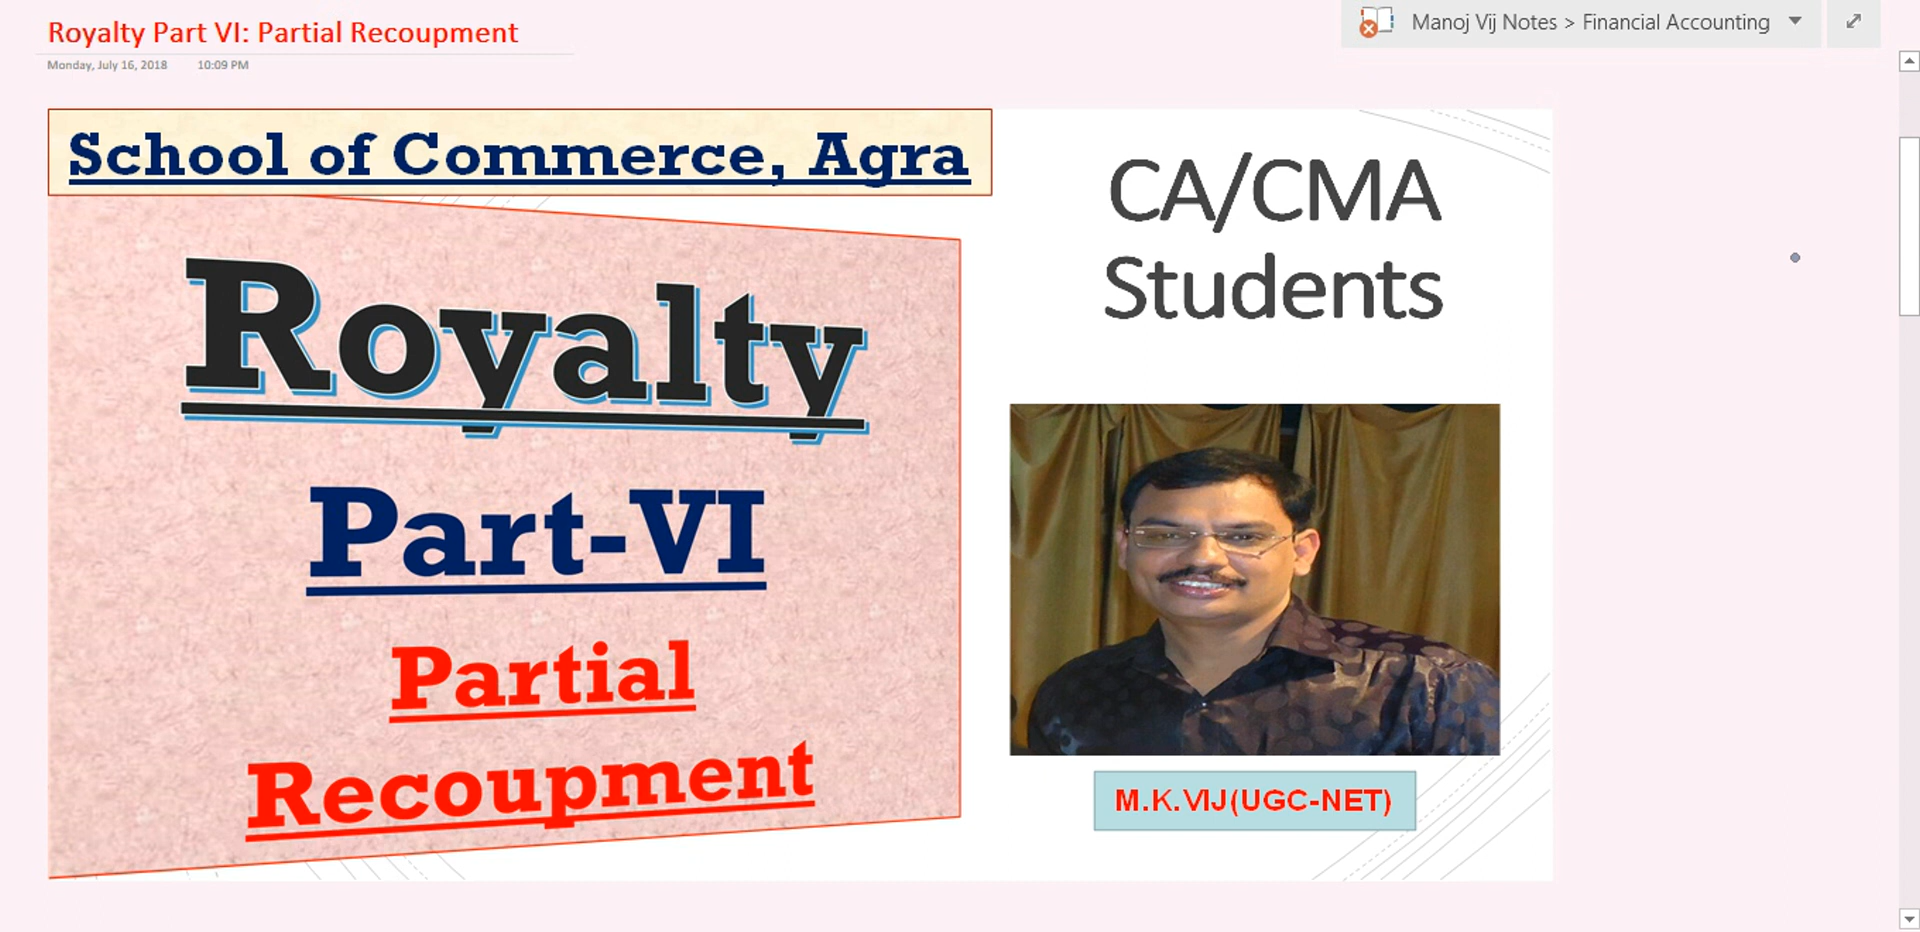 Royalty Part VI: Partial Recoupment
Monday, July 16, 2018 10:09 PM
Manoj Vij Notes > Financial Accounting
School of Commerce, Agra
Royalty
Part-VI
Partial
Recoupment
CA/CMA
Students
M.K.VIJ(UGC-NET)